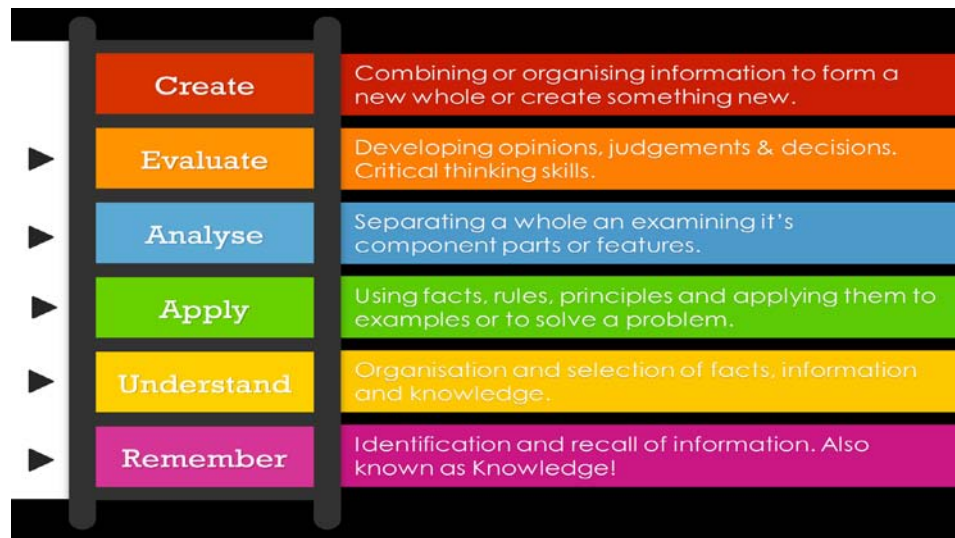 Create
Combining or organising information to form a
new whole or create something new.
Evaluate
Developing opinions, judgements & decisions.
Critical thinking skills.
Analyse
Separating a whole an examining it's
component parts or features.
Apply
Using facts, rules, principles and applying them to
examples or to solve a problem.
Understand
Organisation and selection of facts, information
and knowledge.
Remember
Identification and recall of information. Also
known as Knowledge!